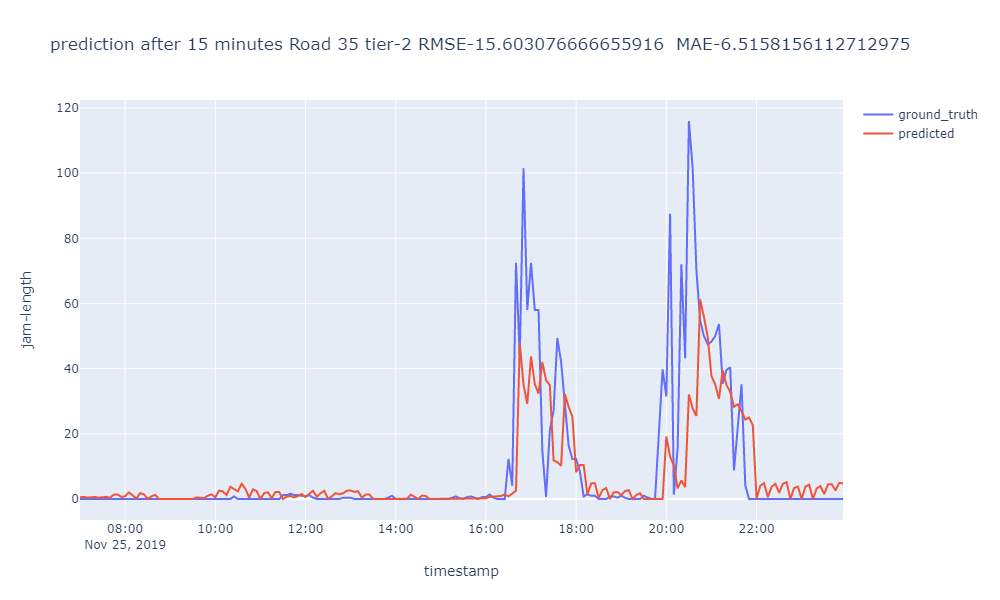 prediction after 15 minutes Road 35 tier-2 RMSE-15.603076666655916  MAE-6.5158156112712975
ground_truth
predicted
120
100
80
60
40
20
0
jam-length
08:00 10:00 12:00 14:00 16:00 18:00 20:00 22:00
Nov 25, 2019
timestamp